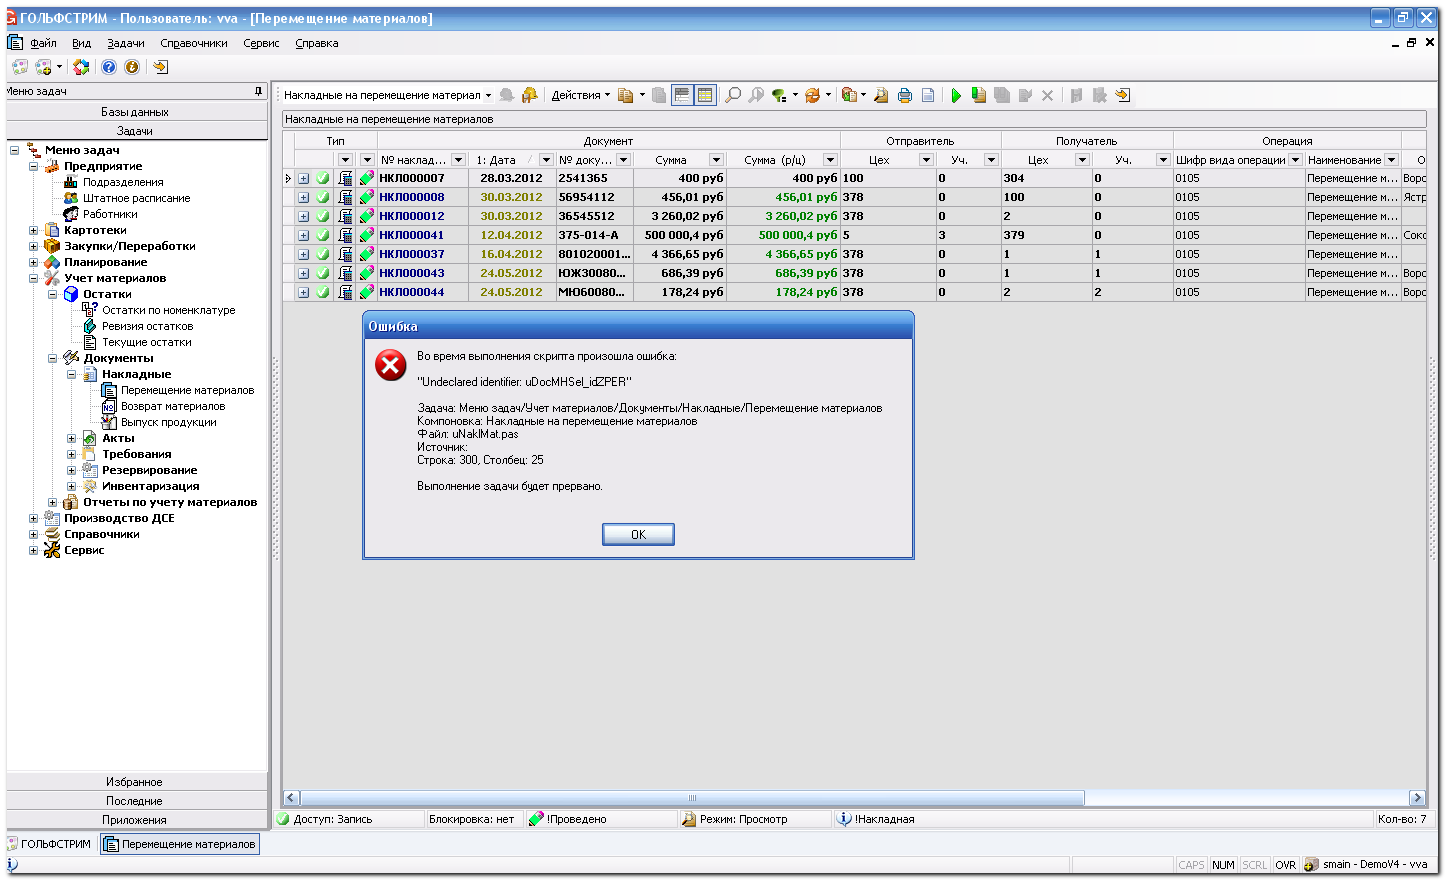 ГОЛЬФСТРИМ - Пользователь: vva - [Перемещение материалов]
Файл Вид Задачи Справочники Сервис Справка
Меню задач
Базы данных
Задачи
Меню задач
Предприятие
Подразделения
Штатное расписание
Работники
Картотеки
Закупки/Переработки
Планирование
Учет материалов
Остатки
Остатки по номенклатуре
Ревизия остатков
Текущие остатки
Документы
Накладные
Перемещение материалов
Возврат материалов
Выпуск продукции
Акты
Требования
Резервирование
Инвентаризация
Отчеты по учету материалов
Производство ДСЕ
Справочники
Сервис
Избранное
Последние
Приложения
Накладные на перемещение материал Действия
Накладные на перемещение материалов
Тип Документ Отправитель Получатель Операция
№ наклад... 1: Дата № доку... Сумма Сумма (р/ц) Цех Уч. Цех Уч. Шифр вида операции Наименование О
НКЛ000007 28.03.2012 2541365 400 руб 400 руб 100 0 304 0 0105 Перемещение м... Воро
НКЛ000008 30.03.2012 56954112 456,01 руб 456,01 руб 378 0 100 0 0105 Перемещение м... Ястр
НКЛ000012 30.03.2012 36545512 3 260,02 руб 3 260,02 руб 378 0 2 0 0105 Перемещение м...
НКЛ000041 12.04.2012 375-014-А 500 000,4 руб 500 000,4 руб 5 3 379 0 0105 Перемещение м... Соко
НКЛ000037 16.04.2012 801020001... 4 366,65 руб 4 366,65 руб 378 0 1 1 0105 Перемещение м...
НКЛ000043 24.05.2012 ЮЖ30080... 686,39 руб 686,39 руб 378 0 1 1 0105 Перемещение м... Воро
НКЛ000044 24.05.2012 МЮ60080... 178,24 руб 178,24 руб 378 0 2 2 0105 Перемещение м... Воро
Ошибка
Во время выполнения скрипта произошла ошибка:
"Undeclared identifier: uDocMHSel_idZPER"
Задача: Меню задач/Учет материалов/Документы/Накладные/Перемещение материалов
Компоновка: Накладные на перемещение материалов
Файл: uNaklMat.pas
Источник:
Строка: 300, Столбец: 25
Выполнение задачи будет прервано.
OK
Доступ: Запись Блокировка: нет !Проведено Режим: Просмотр !Накладная Кол-во: 7
ГОЛЬФСТРИМ Перемещение материалов
CAPS NUM SCRL OVR smain - DemoV4 - vva